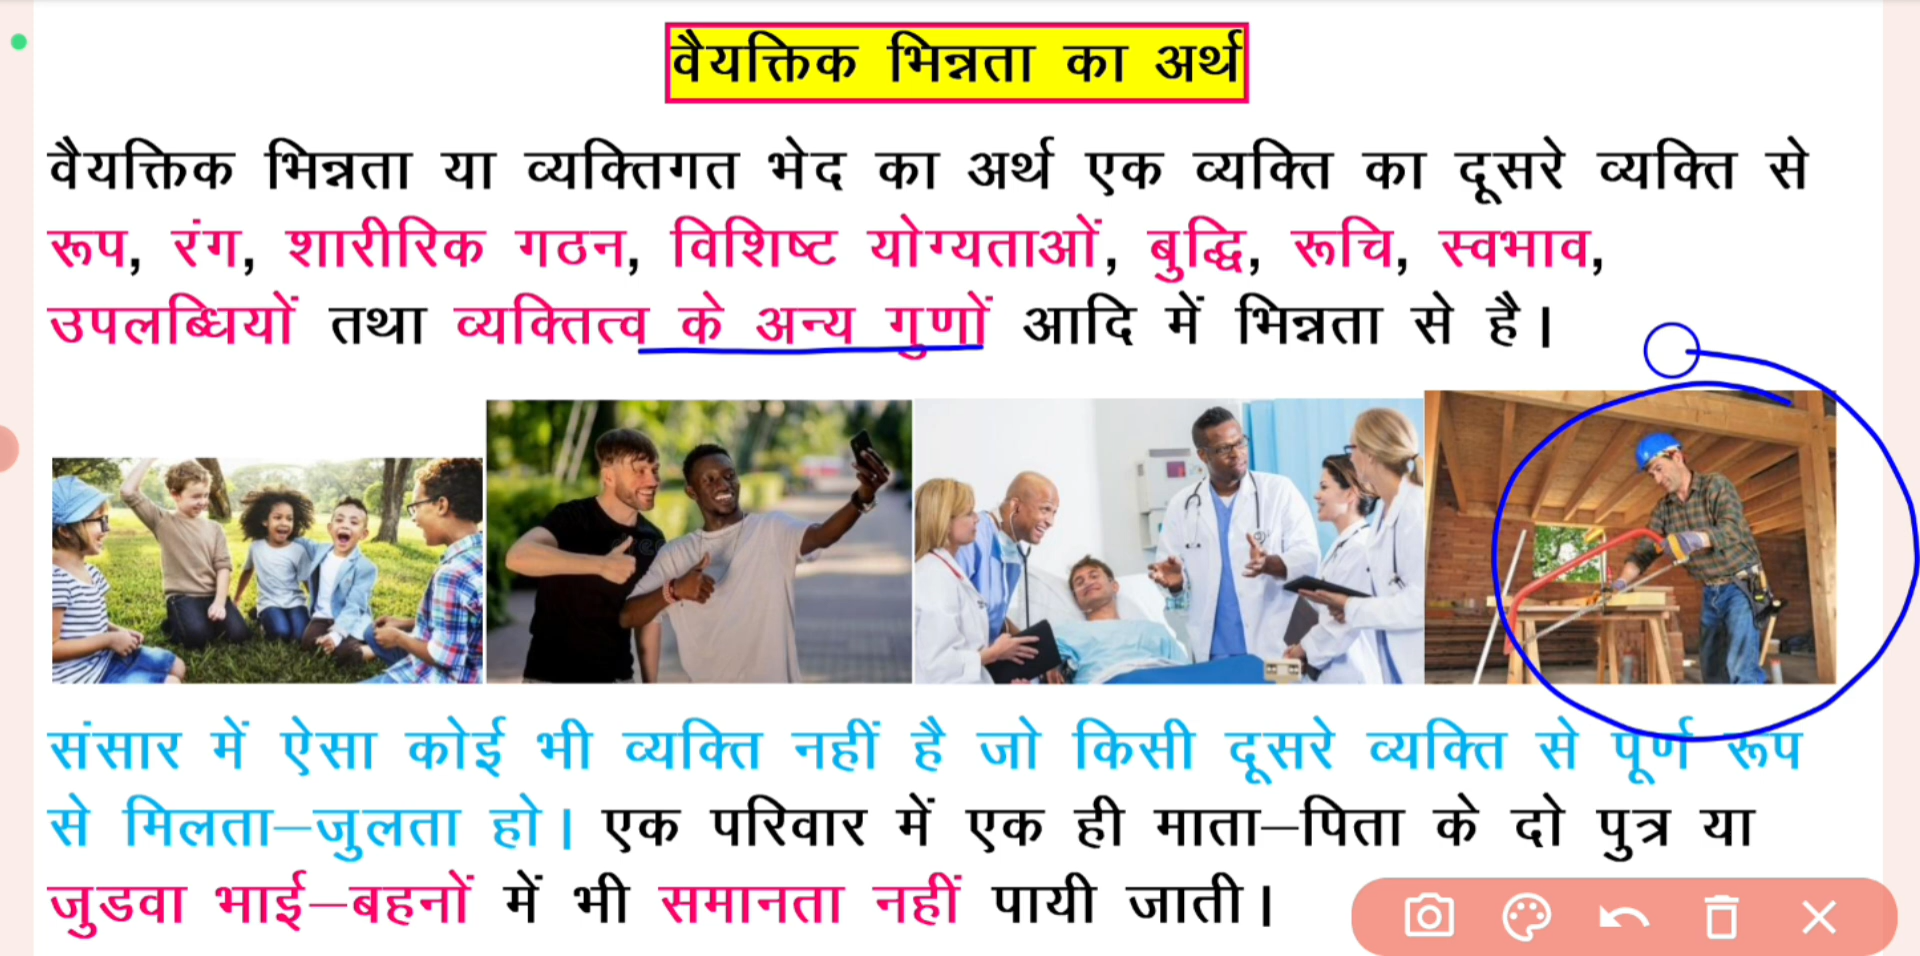 वैयक्तिक भिन्नता का अर्थ
वैयक्तिक भिन्नता या व्यक्तिगत भेद का अर्थ एक व्यक्ति का दूसरे व्यक्ति से
रूप, रंग, शारीरिक गठन, विशिष्ट योग्यताओं, बुद्धि, रूचि, स्वभाव,
उपलब्धियों तथा व्यक्तित्व के अन्य गुणों आदि में भिन्नता से है।
संसार में ऐसा कोई भी व्यक्ति नहीं है जो किसी दूसरे व्यक्ति से पूर्ण रूप
से मिलता–जुलता हो। एक परिवार में एक ही माता–पिता के दो पुत्र या
जुडवा भाई–बहनों में भी समानता नहीं पायी जाती।